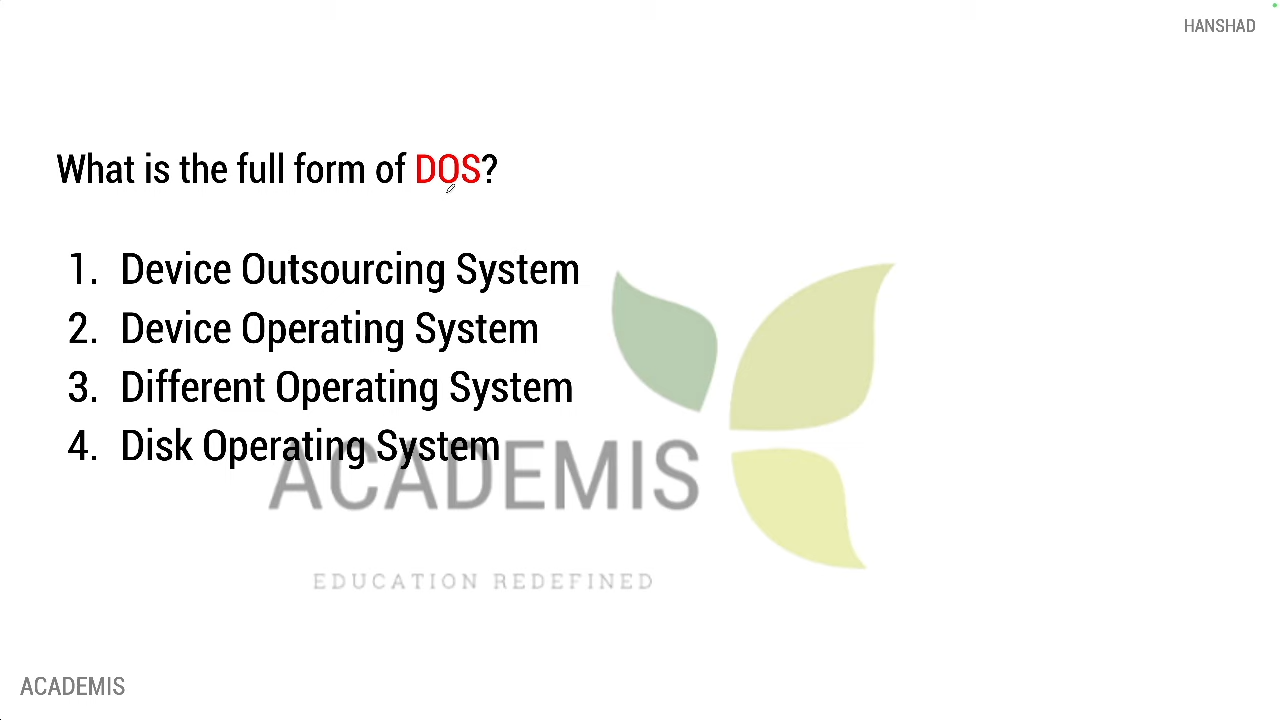 HANSHAD
What is the full form of DOS?
1. Device Outsourcing System
2. Device Operating System
3. Different Operating System
4. Disk Operating System
ACADEMIS
EDUCATION REDEFINED
ACADEMIS